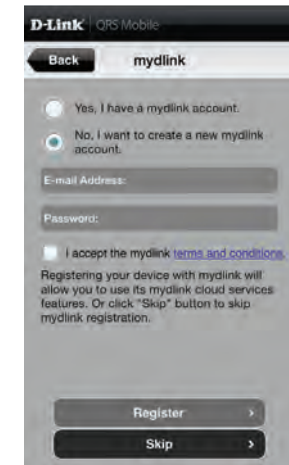 D-Link QRS Mobile
Back
mydlink
Yes, I have a mydlink account.
No, I want to create a new mydlink
account.
E-mail Address:
Password:
I accept the mydlink terms and conditions.
Registering your device with mydlink will
allow you to use its mydlink cloud services
features. Or click "Skip" button to skip
mydlink registration.
Register
Skip